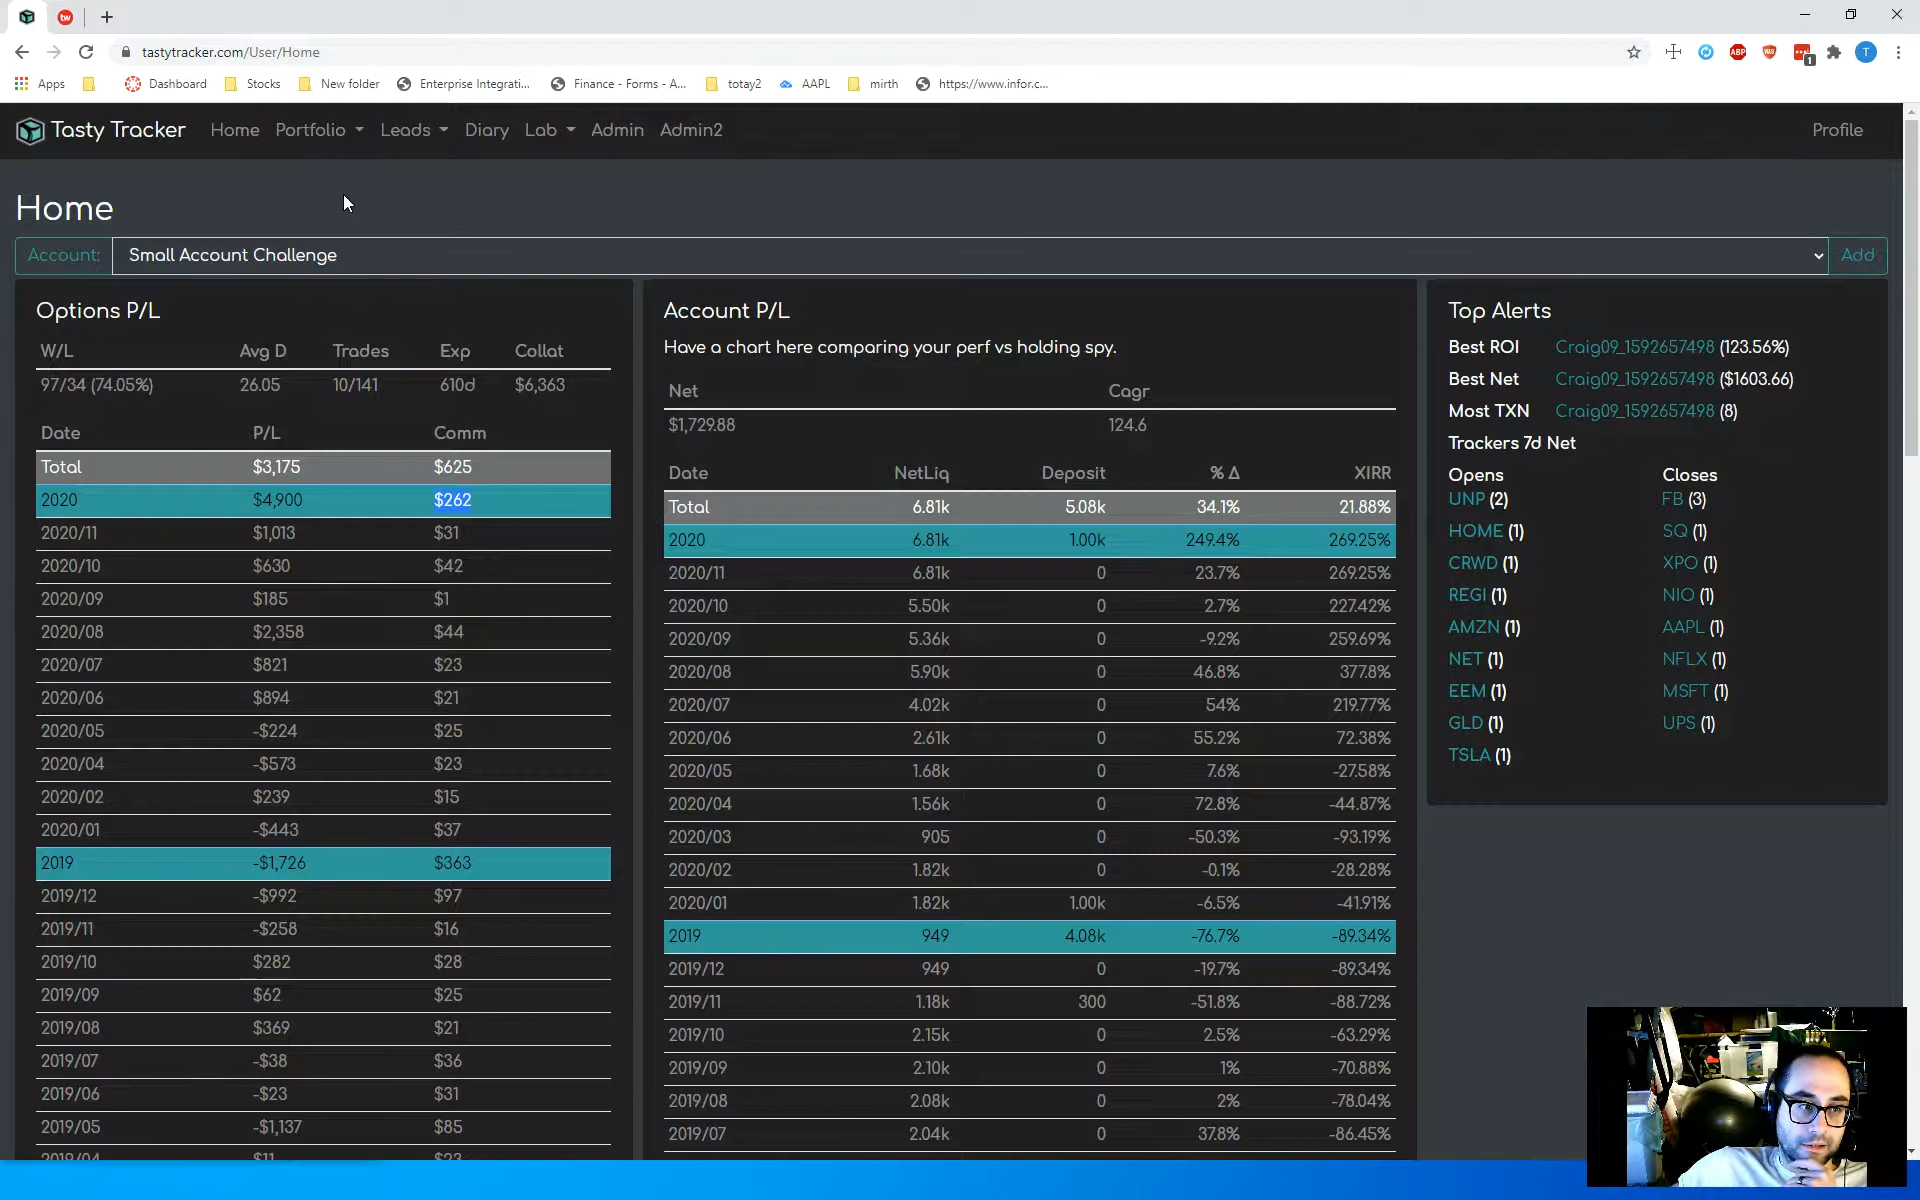 tw
tastytracker.com/User/Home
ABP
1
T
Apps
Dashboard
Stocks
New folder
Enterprise Integrati...
Finance - Forms - A...
totay2
AAPL
mirth
https://www.infor.c...
Tasty Tracker
Home
Portfolio
Leads
Diary
Lab
Admin
Admin2
Profile
Home
Account:
Small Account Challenge
Add
Options P/L
W/L Avg D Trades Exp Collat
97/34 (74.05%) 26.05 10/141 610d $6,363
Date P/L Comm
Total $3,175 $625
2020 $4,900 $262
2020/11 $1,013 $31
2020/10 $630 $42
2020/09 $185 $1
2020/08 $2,358 $44
2020/07 $821 $23
2020/06 $894 $21
2020/05 -$224 $25
2020/04 -$573 $23
2020/02 $239 $15
2020/01 -$443 $37
2019 -$1,726 $363
2019/12 -$992 $97
2019/11 -$258 $16
2019/10 $282 $28
2019/09 $62 $25
2019/08 $369 $21
2019/07 -$38 $36
2019/06 -$23 $31
2019/05 -$1,137 $85
2019/04 $11 $23
Account P/L
Have a chart here comparing your perf vs holding spy.
Net Cagr
$1,729.88 124.6
Date NetLiq Deposit % Δ XIRR
Total 6.81k 5.08k 34.1% 21.88%
2020 6.81k 1.00k 249.4% 269.25%
2020/11 6.81k 0 23.7% 269.25%
2020/10 5.50k 0 2.7% 227.42%
2020/09 5.36k 0 -9.2% 259.69%
2020/08 5.90k 0 46.8% 377.8%
2020/07 4.02k 0 54% 219.77%
2020/06 2.61k 0 55.2% 72.38%
2020/05 1.68k 0 7.6% -27.58%
2020/04 1.56k 0 72.8% -44.87%
2020/03 905 0 -50.3% -93.19%
2020/02 1.82k 0 -0.1% -28.28%
2020/01 1.82k 1.00k -6.5% -41.91%
2019 949 4.08k -76.7% -89.34%
2019/12 949 0 -19.7% -89.34%
2019/11 1.18k 300 -51.8% -88.72%
2019/10 2.15k 0 2.5% -63.29%
2019/09 2.10k 0 1% -70.88%
2019/08 2.08k 0 2% -78.04%
2019/07 2.04k 0 37.8% -86.45%
Top Alerts
Best ROI Craig09_1592657498 (123.56%)
Best Net Craig09_1592657498 ($1603.66)
Most TXN Craig09_1592657498 (8)
Trackers 7d Net
Opens Closes
UNP (2) FB (3)
HOME (1) SQ (1)
CRWD (1) XPO (1)
REGI (1) NIO (1)
AMZN (1) AAPL (1)
NET (1) NFLX (1)
EEM (1) MSFT (1)
GLD (1) UPS (1)
TSLA (1)